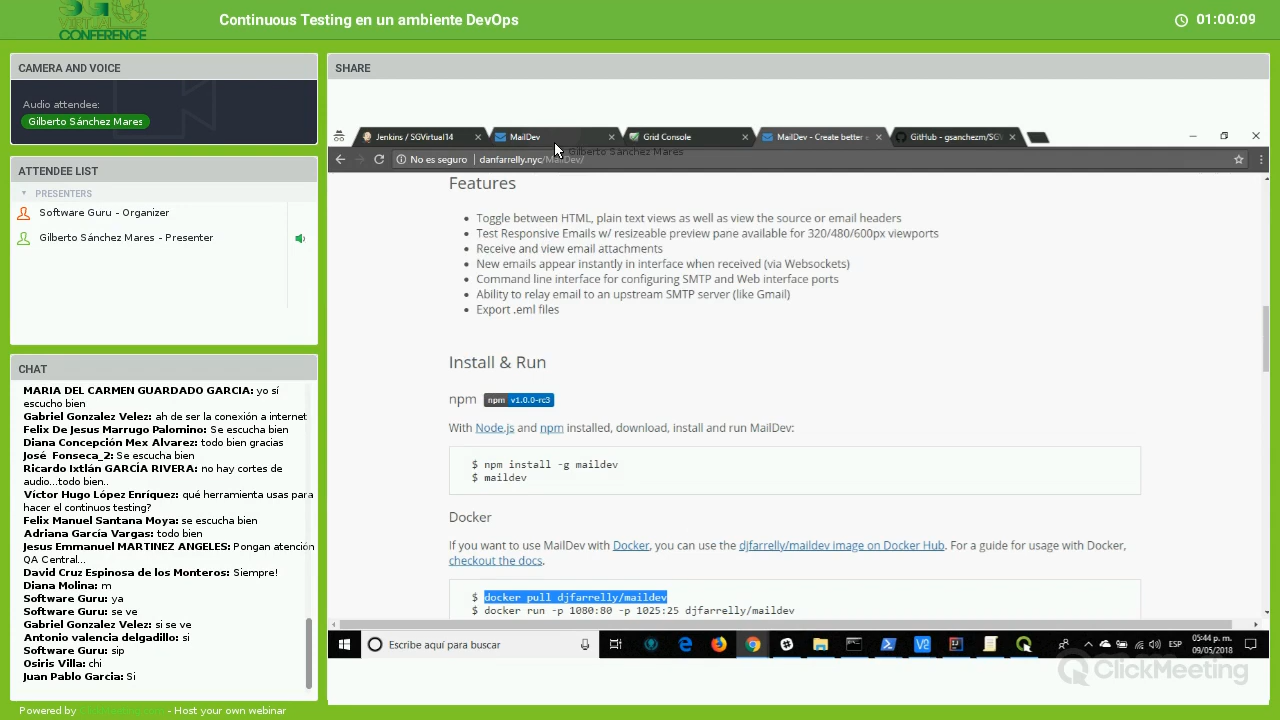 SG
VIRTUAL
CONFERENCE
Continuous Testing en un ambiente DevOps
01:00:09
CAMERA AND VOICE
Audio attendee:
Gilberto Sánchez Mares
ATTENDEE LIST
PRESENTERS
Software Guru - Organizer
Gilberto Sánchez Mares - Presenter
CHAT
MARIA DEL CARMEN GUARDADO GARCIA: yo sí
escucho bien
Gabriel Gonzalez Velez: ah de ser la conexión a internet
Felix De Jesus Marrugo Palomino: Se escucha bien
Diana Concepción Mex Alvarez: todo bien gracias
José Fonseca_2: Se escucha bien
Ricardo Ixtlán GARCÍA RIVERA: no hay cortes de
audio...todo bien..
Víctor Hugo López Enríquez: qué herramienta usas para
hacer el continuos testing?
Felix Manuel Santana Moya: se escucha bien
Adriana García Vargas: todo bien
Jesus Emmanuel MARTINEZ ANGELES: Pongan atención
QA Central...
David Cruz Espinosa de los Monteros: Siempre!
Diana Molina: m
Software Guru: ya
Software Guru: se ve
Gabriel Gonzalez Velez: si se ve
Antonio valencia delgadillo: si
Software Guru: sip
Osiris Villa: chi
Juan Pablo Garcia: Si
Powered by ClickMeeting.com - Host your own webinar
SHARE
Jenkins / SGVirtual14
MailDev
Grid Console
MailDev - Create better
GitHub - gsanchezm/SG
No es seguro
danfarrelly.nyc/MailDev/
Gilberto Sánchez Mares
Features
• Toggle between HTML, plain text views as well as view the source or email headers
• Test Responsive Emails w/ resizeable preview pane available for 320/480/600px viewports
• Receive and view email attachments
• New emails appear instantly in interface when received (via Websockets)
• Command line interface for configuring SMTP and Web interface ports
• Ability to relay email to an upstream SMTP server (like Gmail)
• Export .eml files
Install & Run
npm npm v1.0.0-rc3
With Node.js and npm installed, download, install and run MailDev:
$ npm install -g maildev
$ maildev
Docker
If you want to use MailDev with Docker, you can use the djfarrelly/maildev image on Docker Hub. For a guide for usage with Docker,
checkout the docs.
$ docker pull djfarrelly/maildev
$ docker run -p 1080:80 -p 1025:25 djfarrelly/maildev
Escribe aquí para buscar
ESP
05:44 p. m.
09/05/2018
ClickMeeting